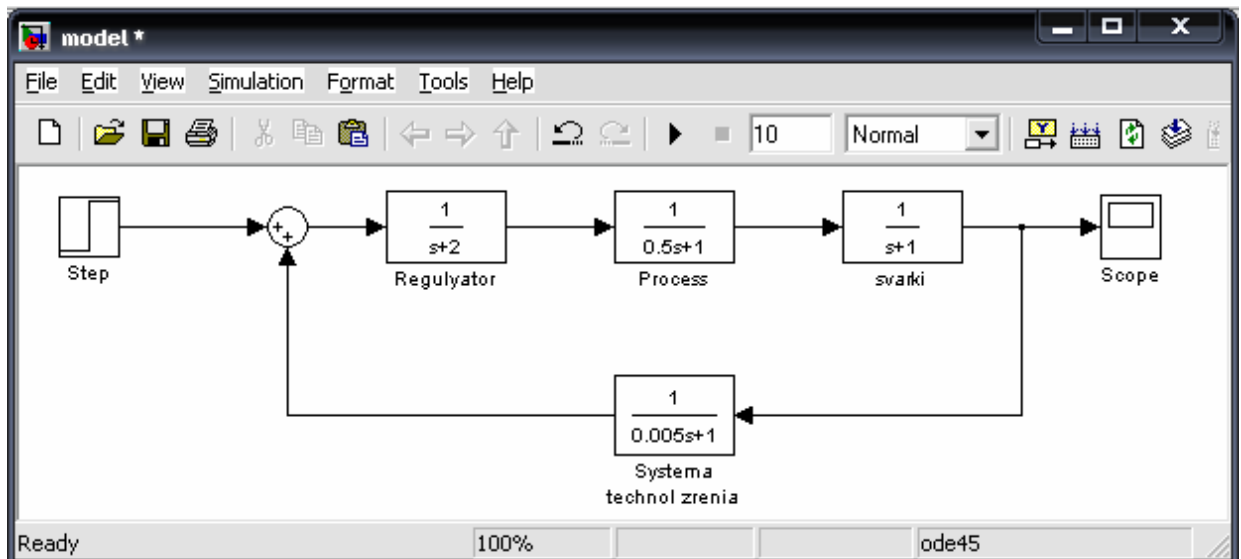 model *
File Edit View Simulation Format Tools Help
10 Normal
1
s+2
Regulyator
1
0.5s+1
Process
1
s+1
svarki
Step
Scope
1
0.005s+1
Systema
technol zrenia
Ready 100% ode45